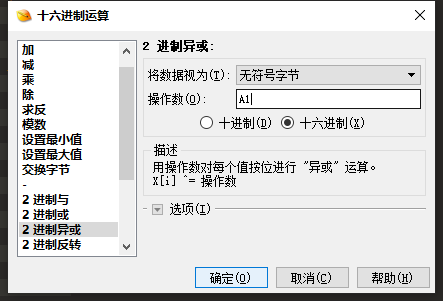 十六进制运算
加
减
乘
除
求反
模数
设置最小值
设置最大值
交换字节
-
2 进制与
2 进制或
2 进制异或
2 进制反转
2 进制异或:
将数据视为(T): 无符号字节
操作数(O): A1
十进制(D) 十六进制(X)
描述
用操作数对每个值按位进行 "异或" 运算。
X[i] ^= 操作数
选项(I)
确定(O) 取消(C) 帮助(H)